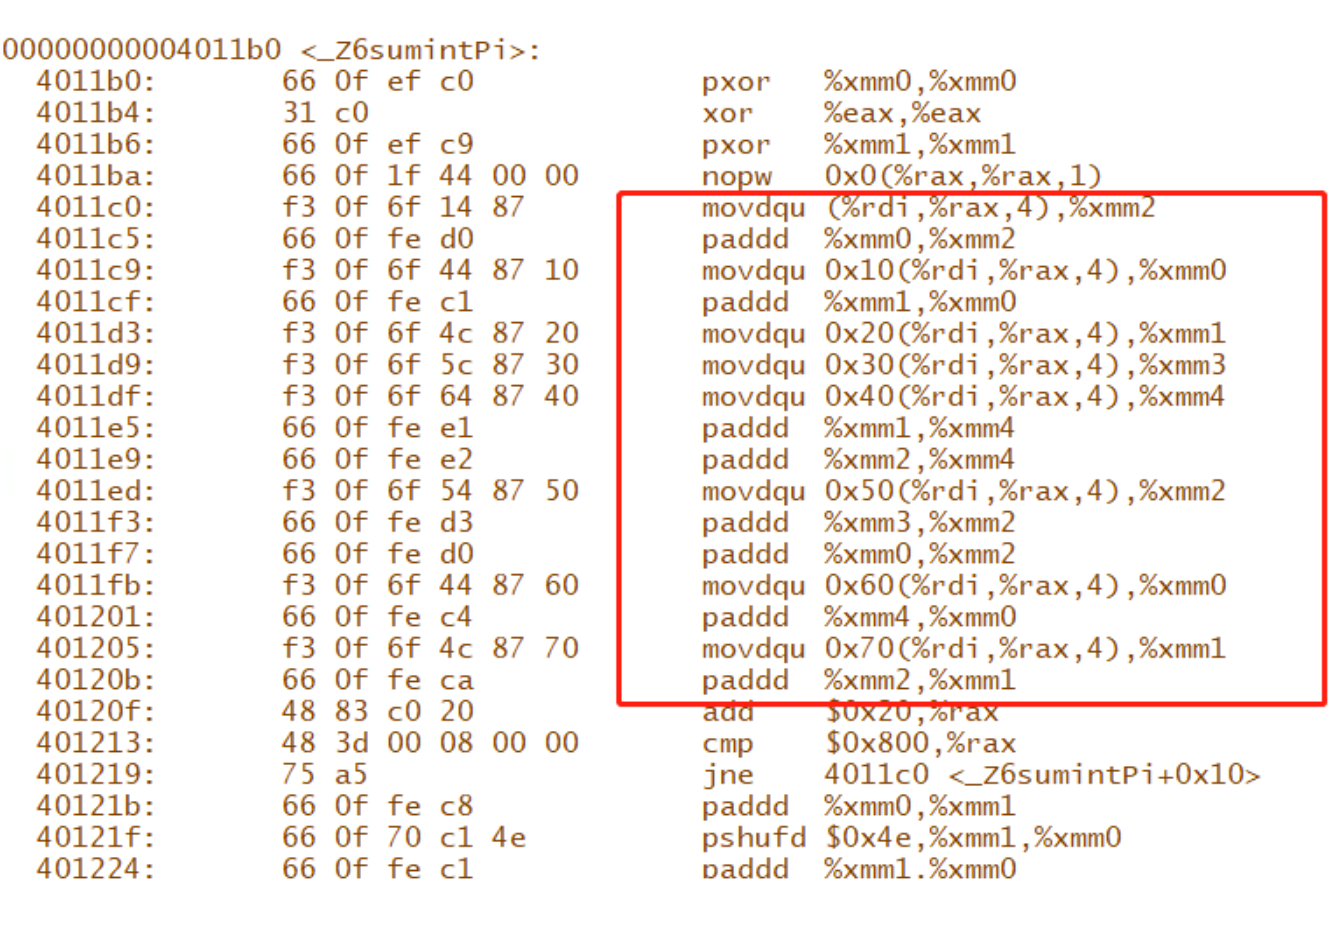 00000000004011b0 <_Z6sumintPi>:
4011b0: 66 0f ef c0 pxor %xmm0,%xmm0
4011b4: 31 c0 xor %eax,%eax
4011b6: 66 0f ef c9 pxor %xmm1,%xmm1
4011ba: 66 0f 1f 44 00 00 nopw 0x0(%rax,%rax,1)
4011c0: f3 0f 6f 14 87 movdqu (%rdi,%rax,4),%xmm2
4011c5: 66 0f fe d0 paddd %xmm0,%xmm2
4011c9: f3 0f 6f 44 87 10 movdqu 0x10(%rdi,%rax,4),%xmm0
4011cf: 66 0f fe c1 paddd %xmm1,%xmm0
4011d3: f3 0f 6f 4c 87 20 movdqu 0x20(%rdi,%rax,4),%xmm1
4011d9: f3 0f 6f 5c 87 30 movdqu 0x30(%rdi,%rax,4),%xmm3
4011df: f3 0f 6f 64 87 40 movdqu 0x40(%rdi,%rax,4),%xmm4
4011e5: 66 0f fe e1 paddd %xmm1,%xmm4
4011e9: 66 0f fe e2 paddd %xmm2,%xmm4
4011ed: f3 0f 6f 54 87 50 movdqu 0x50(%rdi,%rax,4),%xmm2
4011f3: 66 0f fe d3 paddd %xmm3,%xmm2
4011f7: 66 0f fe d0 paddd %xmm0,%xmm2
4011fb: f3 0f 6f 44 87 60 movdqu 0x60(%rdi,%rax,4),%xmm0
401201: 66 0f fe c4 paddd %xmm4,%xmm0
401205: f3 0f 6f 4c 87 70 movdqu 0x70(%rdi,%rax,4),%xmm1
40120b: 66 0f fe ca paddd %xmm2,%xmm1
40120f: 48 83 c0 20 add $0x20,%rax
401213: 48 3d 00 08 00 00 cmp $0x800,%rax
401219: 75 a5 jne 4011c0 <_Z6sumintPi+0x10>
40121b: 66 0f fe c8 paddd %xmm0,%xmm1
40121f: 66 0f 70 c1 4e pshufd $0x4e,%xmm1,%xmm0
401224: 66 0f fe c1 paddd %xmm1,%xmm0